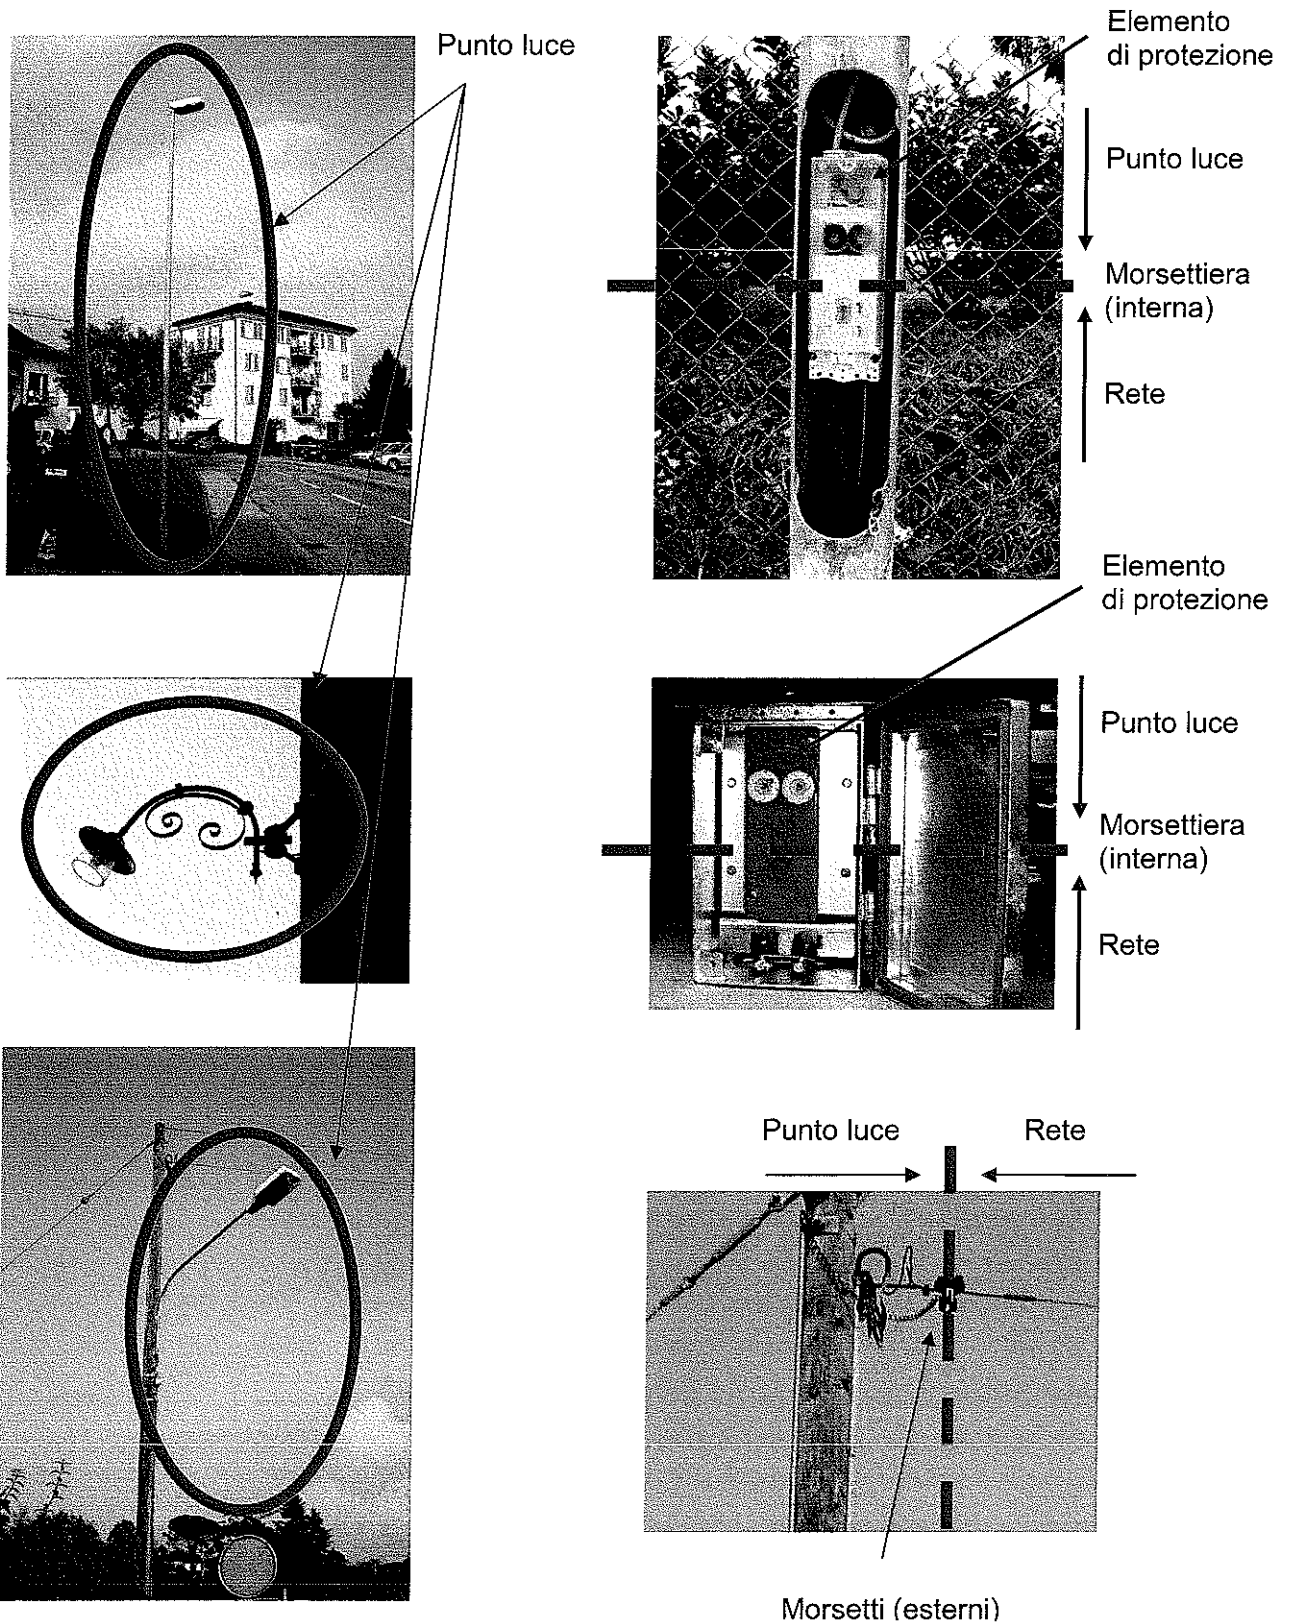 Punto luce
Elemento
di protezione
Punto luce
Morsettiera
(interna)
Rete
Elemento
di protezione
Punto luce
Morsettiera
(interna)
Rete
Punto luce
Rete
Morsetti (esterni)